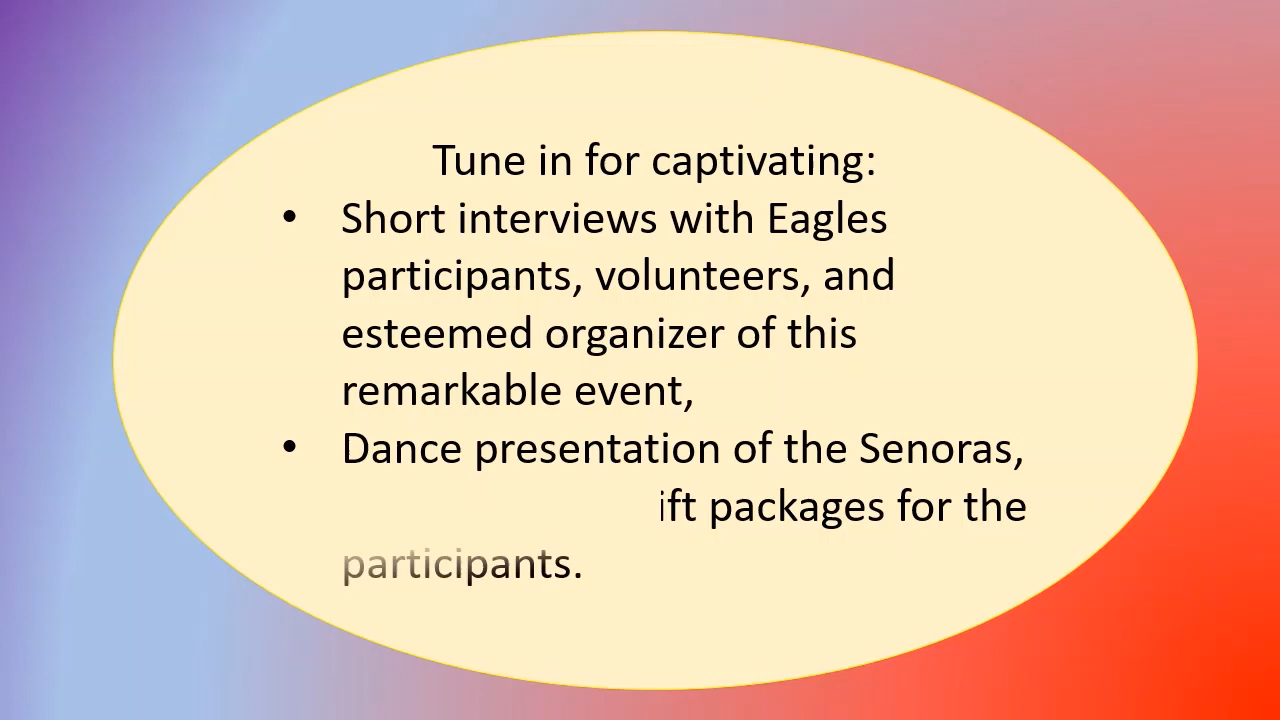 Tune in for captivating:
• Short interviews with Eagles
participants, volunteers, and
esteemed organizer of this
remarkable event,
• Dance presentation of the Senoras,
ift packages for the
participants.